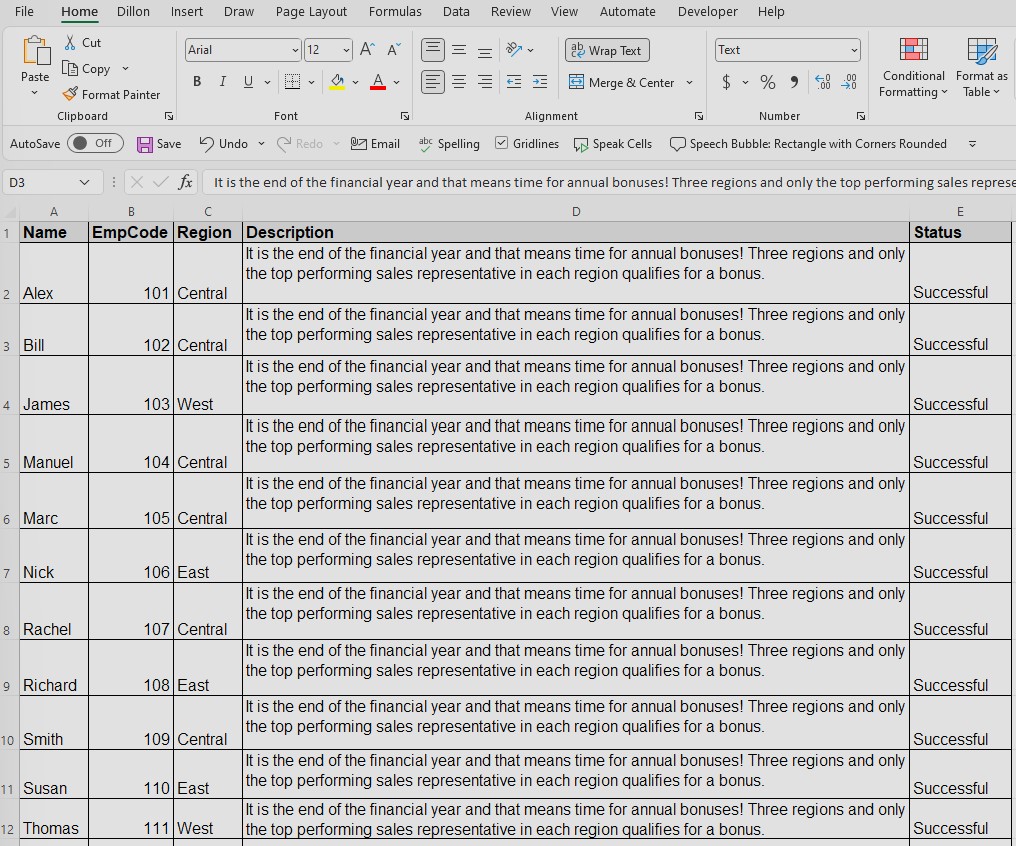 File Home Dillon Insert Draw Page Layout Formulas Data Review View Automate Developer Help
Paste
Cut
Copy
Format Painter
Clipboard
Arial 12
B I U A
Font
ab Wrap Text
Merge & Center
Alignment
Text
$ % 9
Number
Conditional Formatting
Format as Table
AutoSave Off Save Undo Redo Email Spelling Gridlines Speak Cells Speech Bubble: Rectangle with Corners Rounded
D3 fx It is the end of the financial year and that means time for annual bonuses! Three regions and only the top performing sales represe
A B C D E
1 Name EmpCode Region Description Status
It is the end of the financial year and that means time for annual bonuses! Three regions and only
the top performing sales representative in each region qualifies for a bonus.
2 Alex 101 Central Successful
It is the end of the financial year and that means time for annual bonuses! Three regions and only
the top performing sales representative in each region qualifies for a bonus.
3 Bill 102 Central Successful
It is the end of the financial year and that means time for annual bonuses! Three regions and only
the top performing sales representative in each region qualifies for a bonus.
4 James 103 West Successful
It is the end of the financial year and that means time for annual bonuses! Three regions and only
the top performing sales representative in each region qualifies for a bonus.
5 Manuel 104 Central Successful
It is the end of the financial year and that means time for annual bonuses! Three regions and only
the top performing sales representative in each region qualifies for a bonus.
6 Marc 105 Central Successful
It is the end of the financial year and that means time for annual bonuses! Three regions and only
the top performing sales representative in each region qualifies for a bonus.
7 Nick 106 East Successful
It is the end of the financial year and that means time for annual bonuses! Three regions and only
the top performing sales representative in each region qualifies for a bonus.
8 Rachel 107 Central Successful
It is the end of the financial year and that means time for annual bonuses! Three regions and only
the top performing sales representative in each region qualifies for a bonus.
9 Richard 108 East Successful
It is the end of the financial year and that means time for annual bonuses! Three regions and only
the top performing sales representative in each region qualifies for a bonus.
10 Smith 109 Central Successful
It is the end of the financial year and that means time for annual bonuses! Three regions and only
the top performing sales representative in each region qualifies for a bonus.
11 Susan 110 East Successful
It is the end of the financial year and that means time for annual bonuses! Three regions and only
the top performing sales representative in each region qualifies for a bonus.
12 Thomas 111 West Successful